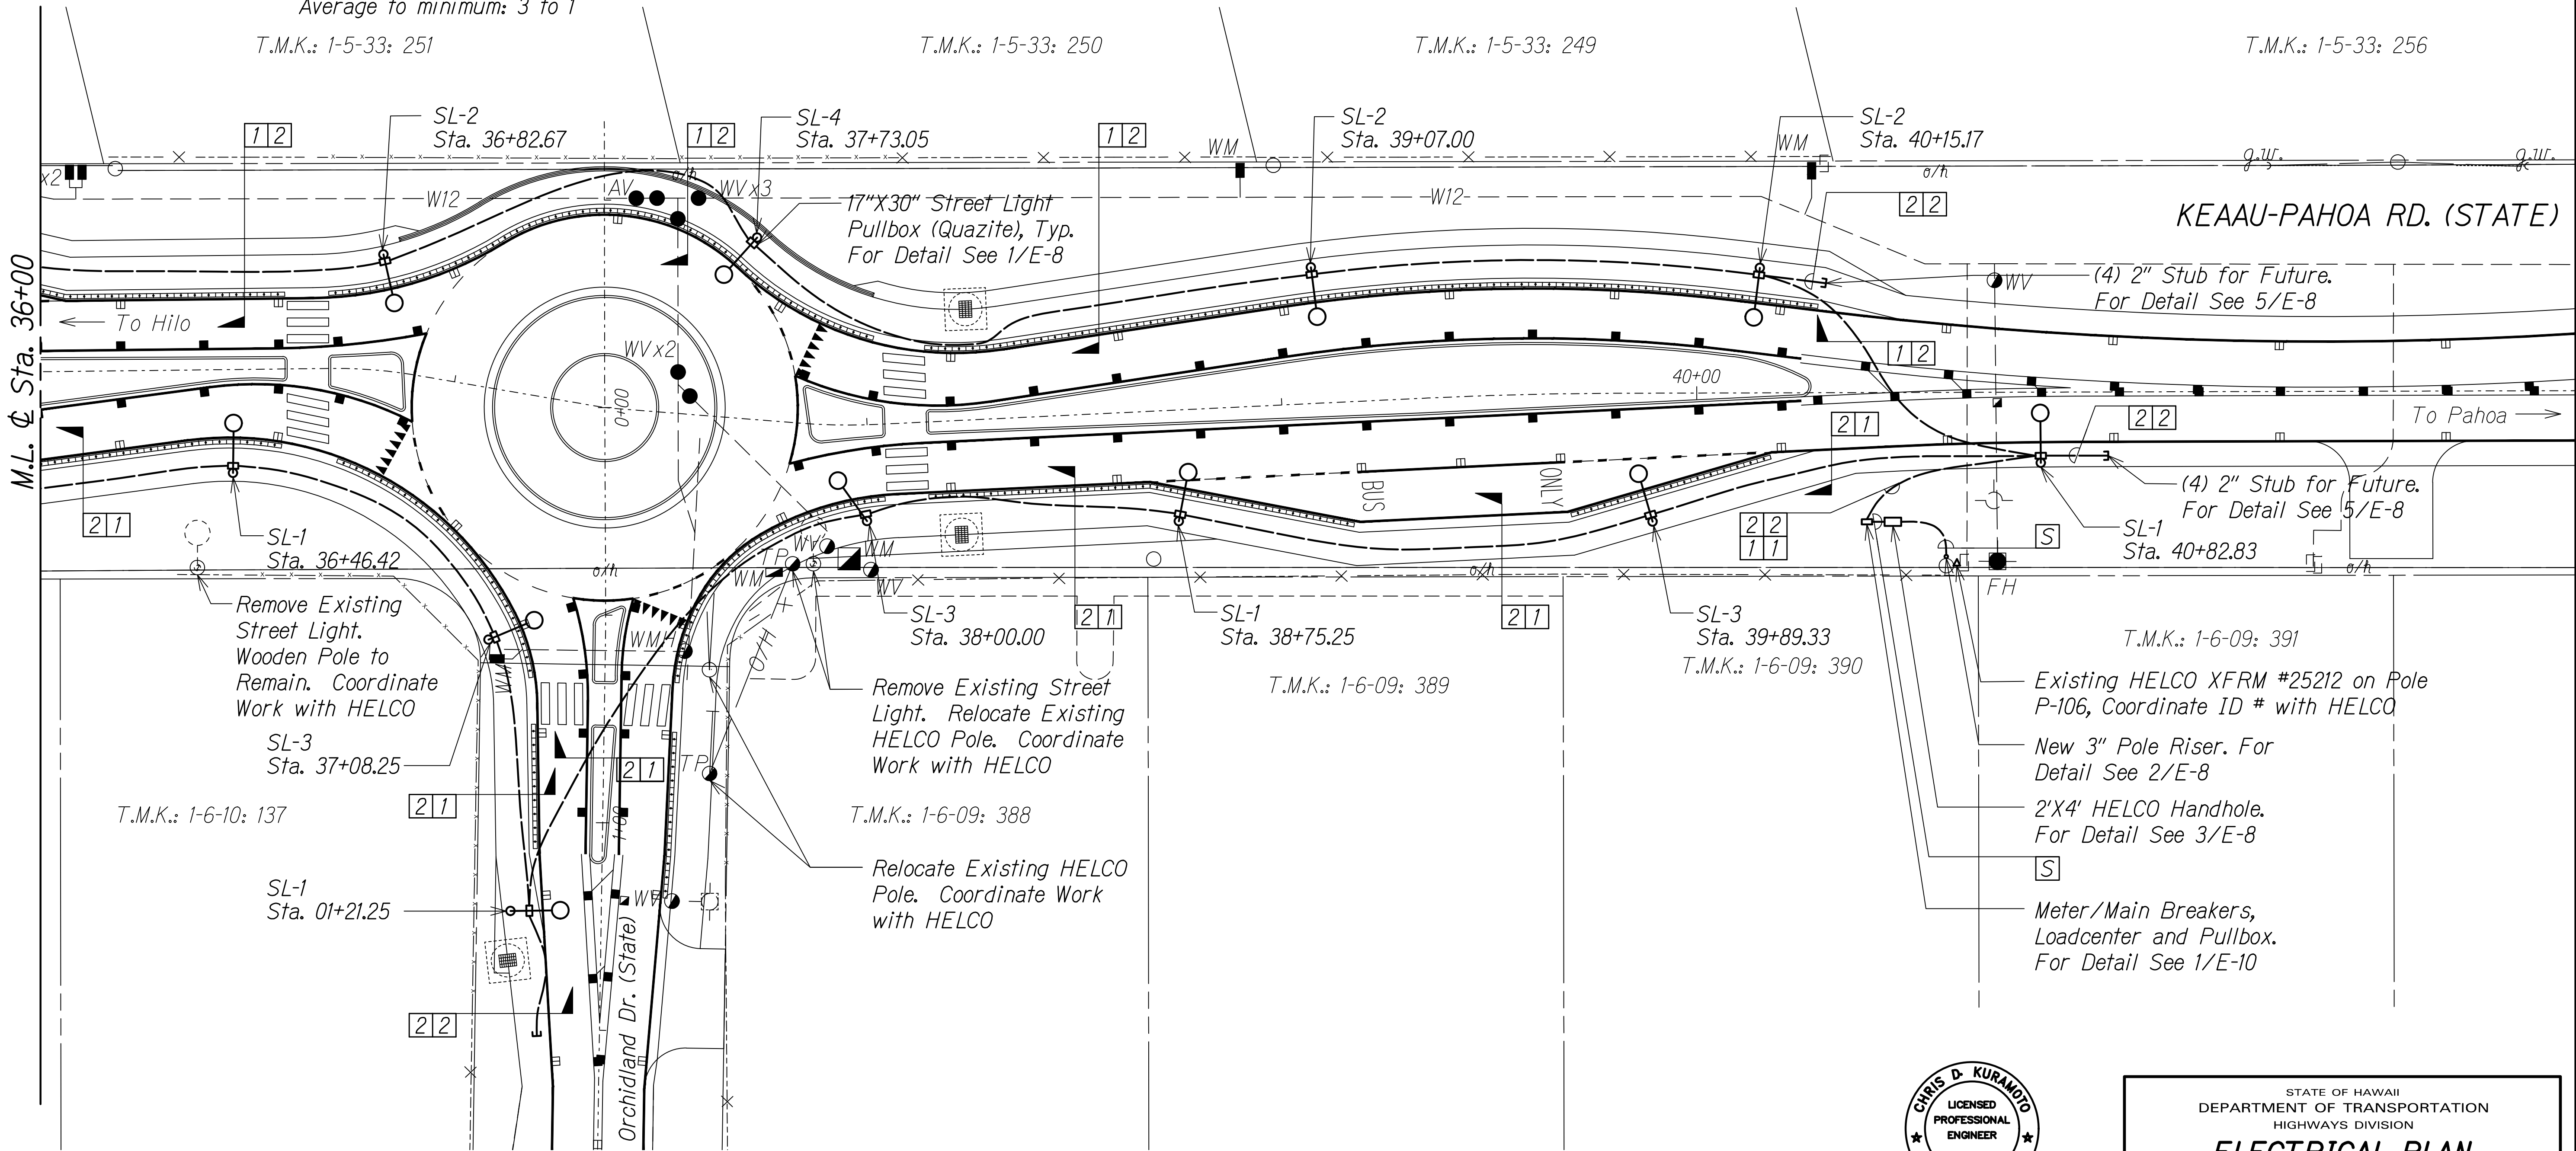 Average to minimum: 3 to 1
T.M.K.: 1-5-33: 251
T.M.K.: 1-5-33: 250
T.M.K.: 1-5-33: 249
T.M.K.: 1-5-33: 256
SL-2
Sta. 36+82.67
SL-4
Sta. 37+73.05
SL-2
Sta. 39+07.00
SL-2
Sta. 40+15.17
1 2
1 2
1 2
WM
WM
x2
o/h
o/h
g.w.
g.w.
W12
AV
WVx3
W12
2 2
17"X30" Street Light
Pullbox (Quazite), Typ.
For Detail See 1/E-8
KEAAU-PAHOA RD. (STATE)
M.L. ℄ Sta. 36+00
(4) 2" Stub for Future.
For Detail See 5/E-8
WV
To Hilo
WVx2
0+00
40+00
1 2
2 1
2 2
To Pahoa
BUS
ONLY
(4) 2" Stub for Future.
For Detail See 5/E-8
2 1
SL-1
Sta. 36+46.42
2 2
1 1
S
SL-1
Sta. 40+82.83
o/h
TP
WV
WM
WM
WV
o/h
o/h
FH
Remove Existing
Street Light.
Wooden Pole to
Remain. Coordinate
Work with HELCO
SL-3
Sta. 38+00.00
2 1
SL-1
Sta. 38+75.25
2 1
SL-3
Sta. 39+89.33
T.M.K.: 1-6-09: 390
T.M.K.: 1-6-09: 391
WMH
WM
O/H
T.M.K.: 1-6-09: 389
Remove Existing Street
Light. Relocate Existing
HELCO Pole. Coordinate
Work with HELCO
Existing HELCO XFRM #25212 on Pole
P-106, Coordinate ID # with HELCO
SL-3
Sta. 37+08.25
2 1
TP
New 3" Pole Riser. For
Detail See 2/E-8
T.M.K.: 1-6-10: 137
2 1
1+00
T.M.K.: 1-6-09: 388
2'X4' HELCO Handhole.
For Detail See 3/E-8
S
Relocate Existing HELCO
Pole. Coordinate Work
with HELCO
SL-1
Sta. 01+21.25
WV
Meter/Main Breakers,
Loadcenter and Pullbox.
For Detail See 1/E-10
2 2
Orchidland Dr. (State)
CHRIS D. KURAMOTO
LICENSED
PROFESSIONAL
ENGINEER
STATE OF HAWAII
DEPARTMENT OF TRANSPORTATION
HIGHWAYS DIVISION
ELECTRICAL PLAN